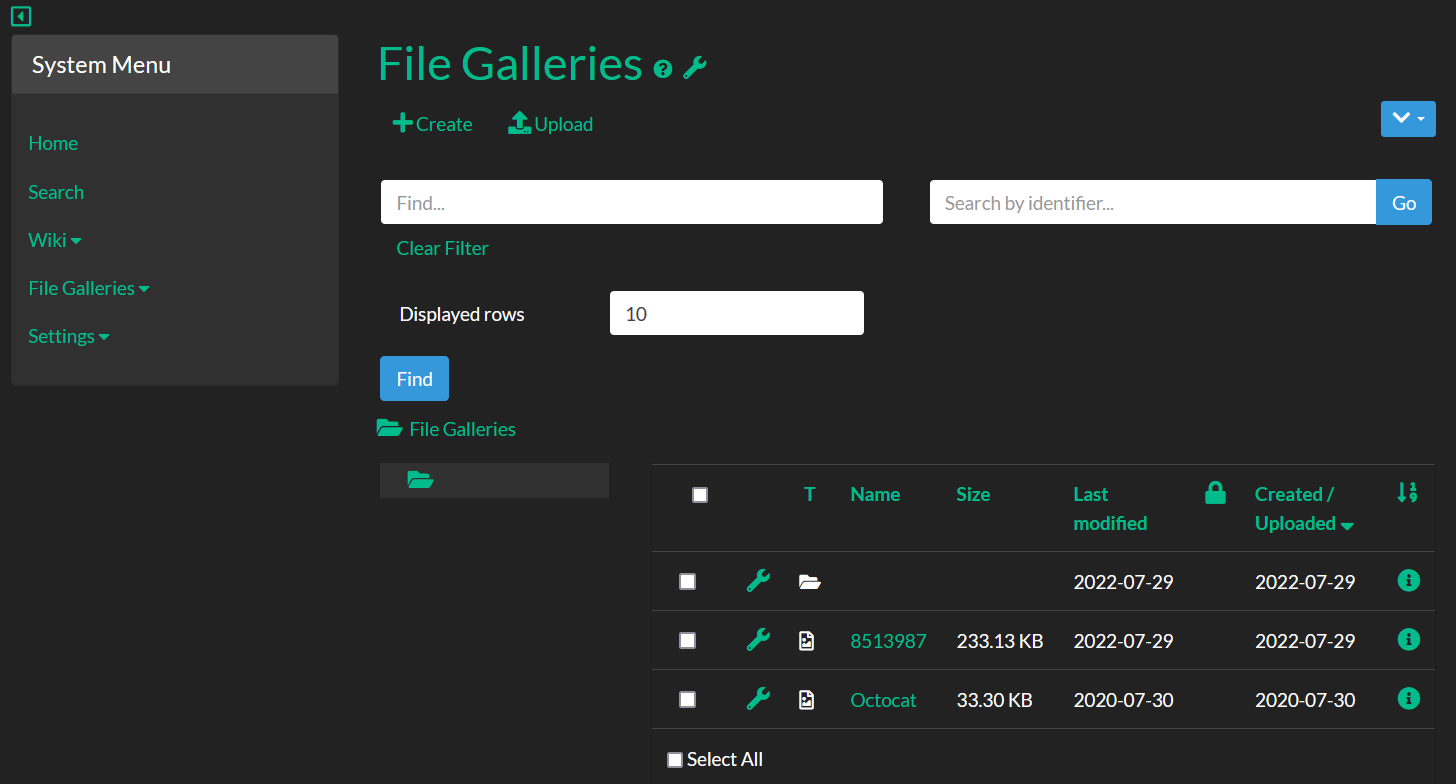 System Menu
Home
Search
Wiki
File Galleries
Settings
File Galleries
Create Upload
Find...
Search by identifier... Go
Clear Filter
Displayed rows 10
Find
File Galleries
T Name Size Last modified Created / Uploaded
2022-07-29 2022-07-29
8513987 233.13 KB 2022-07-29 2022-07-29
Octocat 33.30 KB 2020-07-30 2020-07-30
Select All